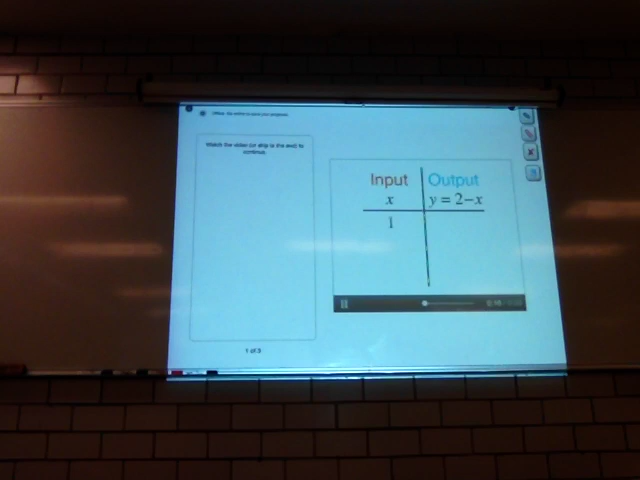 Watch the video (or skip to the end) to
continue.
Input Output
x y = 2-x
1
1 of 3